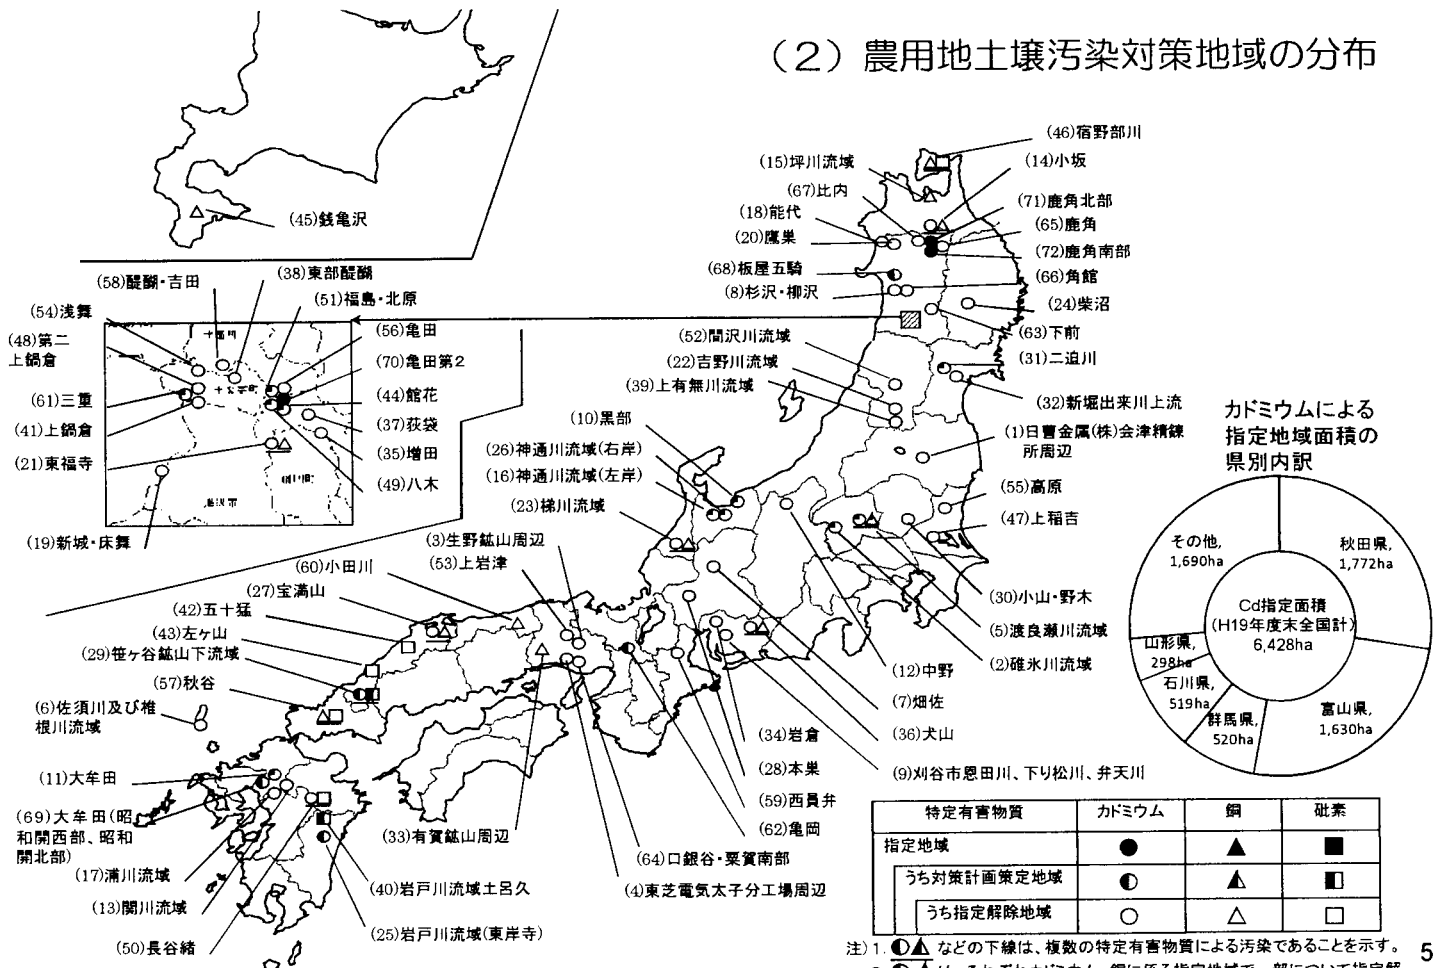 (2) 農用地土壌汚染対策地域の分布
(46)宿野部川
(15)坪川流域
(14)小坂
(67)比内
(71)鹿角北部
(18)能代
(65)鹿角
(20)鷹巣
(72)鹿角南部
(68)板屋五騎
(66)角館
(8)杉沢・柳沢
(24)柴沼
(63)下前
(52)間沢川流域
(31)二迫川
(22)吉野川流域
(39)上有無川流域
(32)新堀出来川上流
(10)黒部
(1)日曹金属(株)会津精錬
所周辺
(26)神通川流域(右岸)
(16)神通川流域(左岸)
(55)高原
(23)梯川流域
(47)上稲吉
(45)銭亀沢
(58)醍醐・吉田
(38)東部醍醐
(51)福島・北原
(54)浅舞
(56)亀田
(48)第二
上鍋倉
(70)亀田第2
(44)館花
(61)三重
(37)荻袋
(41)上鍋倉
(35)増田
(21)東福寺
(49)八木
(19)新城・床舞
(3)生野鉱山周辺
(53)上岩津
(60)小田川
(27)宝満山
(42)五十猛
(43)左ヶ山
(29)笹ヶ谷鉱山下流域
(57)秋谷
(6)佐須川及び椎
根川流域
(11)大牟田
(69)大牟田(昭
和開西部、昭和
開北部)
(17)浦川流域
(13)関川流域
(50)長谷緒
(33)有賀鉱山周辺
(40)岩戸川流域土呂久
(25)岩戸川流域(東岸寺)
(30)小山・野木
(5)渡良瀬川流域
(2)碓氷川流域
(12)中野
(7)畑佐
(36)犬山
(34)岩倉
(9)刈谷市恩田川、下り松川、弁天川
(28)本巣
(59)西員弁
(62)亀岡
(64)口銀谷・粟賀南部
(4)東芝電気太子分工場周辺
カドミウムによる
指定地域面積の
県別内訳
その他,
1,690ha
秋田県,
1,772ha
Cd指定面積
(H19年度末全国計)
6,428ha
山形県,
298ha
石川県,
519ha
群馬県,
520ha
富山県,
1,630ha
特定有害物質 カドミウム 銅 砒素
指定地域 ● ▲ ■
うち対策計画策定地域 ◐ ◭ ◧
うち指定解除地域 ○ △ □
注) 1. ◐◭ などの下線は、複数の特定有害物質による汚染であることを示す。
5